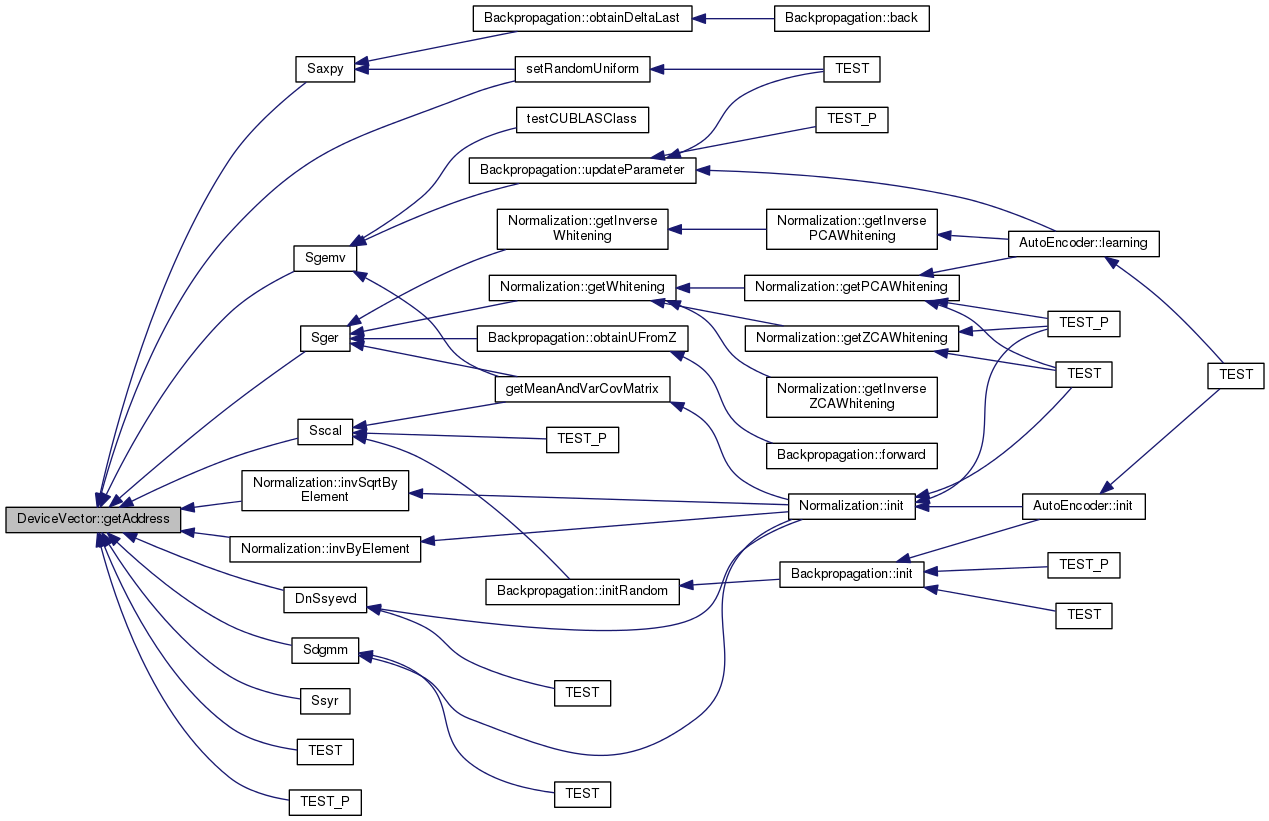 Backpropagation::obtainDeltaLast
Backpropagation::back
Saxpy
setRandomUniform
TEST
testCUBLASClass
TEST_P
Backpropagation::updateParameter
Normalization::getInverse
Whitening
Normalization::getInverse
PCAWhitening
AutoEncoder::learning
Sgemv
Normalization::getWhitening
Normalization::getPCAWhitening
Sger
Backpropagation::obtainUFromZ
Normalization::getZCAWhitening
TEST_P
getMeanAndVarCovMatrix
Normalization::getInverse
ZCAWhitening
TEST
TEST
Sscal
TEST_P
Backpropagation::forward
Normalization::invSqrtBy
Element
Normalization::init
AutoEncoder::init
DeviceVector::getAddress
Normalization::invByElement
Backpropagation::init
TEST_P
DnSsyevd
Backpropagation::initRandom
TEST
Sdgmm
TEST
Ssyr
TEST
TEST
TEST_P